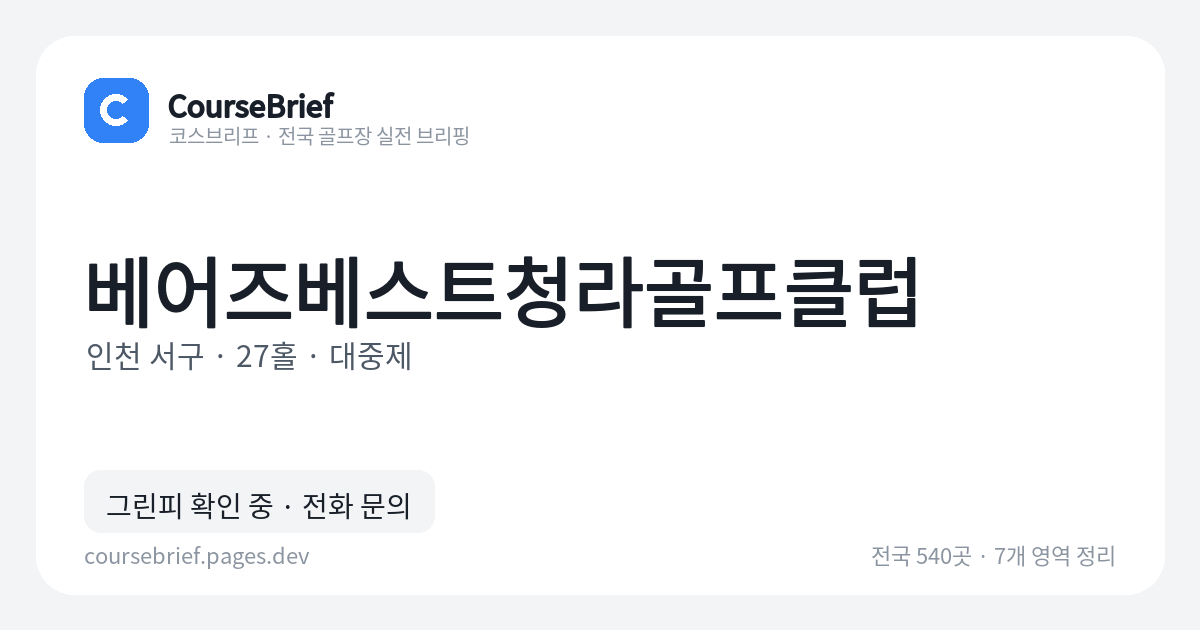 C
CourseBrief
코스브리프 · 전국 골프장 실전 브리핑
베어즈베스트청라골프클럽
인천 서구 · 27홀 · 대중제
그린피 확인 중 · 전화 문의
coursebrief.pages.dev
전국 540곳 · 7개 영역 정리